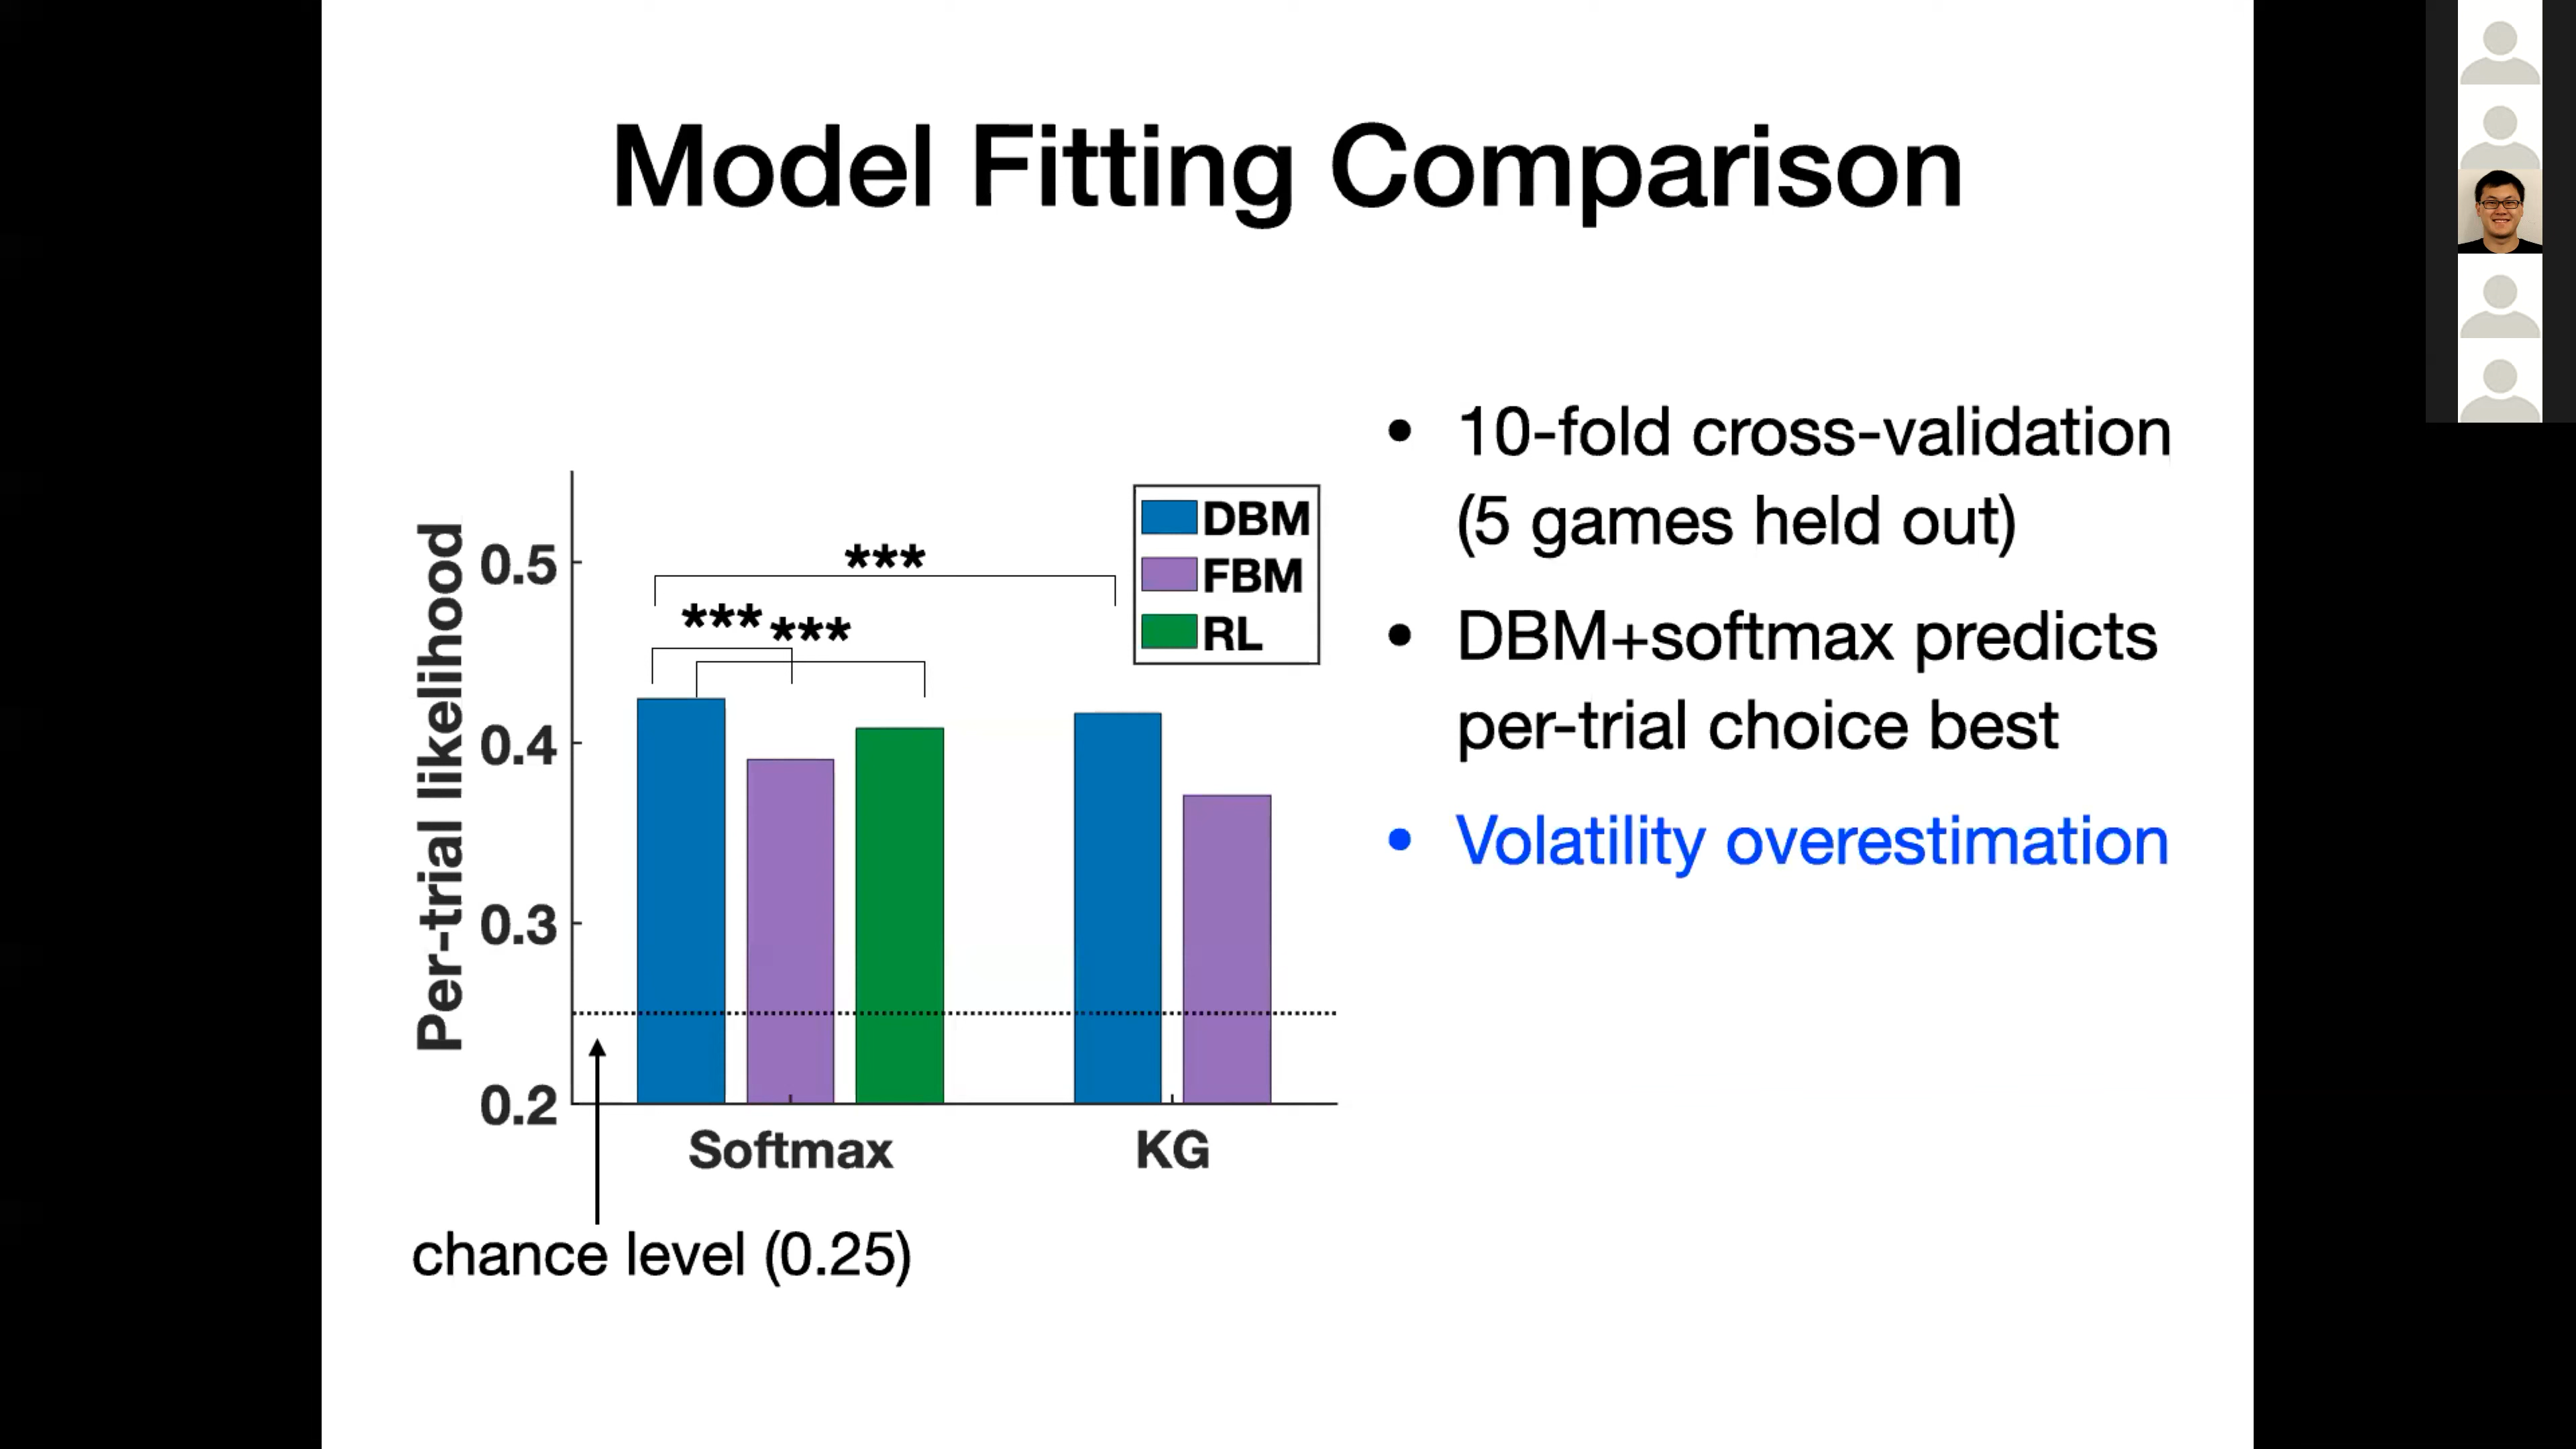 Model Fitting Comparison
Per-trial likelihood
0.5
0.4
0.3
0.2
***
***
***
DBM
FBM
RL
Softmax
KG
chance level (0.25)
• 10-fold cross-validation
(5 games held out)
• DBM+softmax predicts
per-trial choice best
• Volatility overestimation